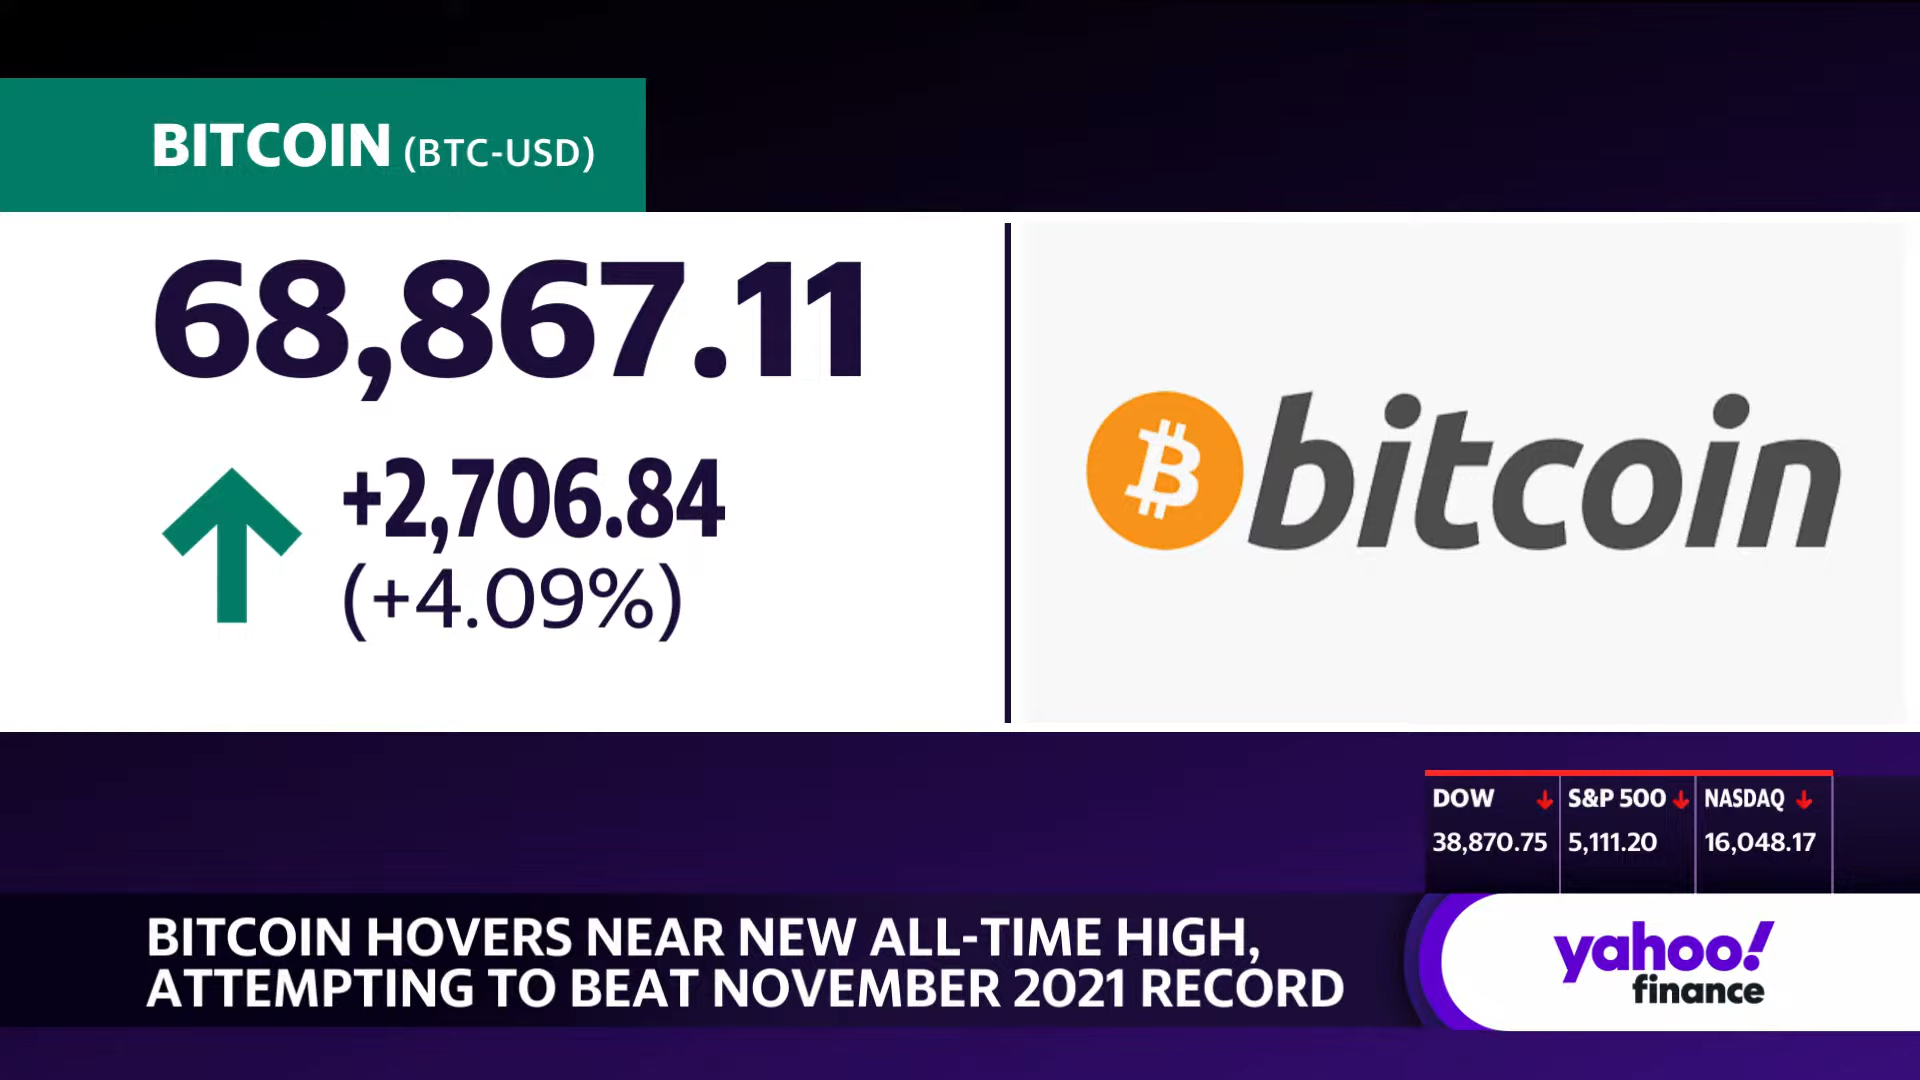 BITCOIN (BTC-USD)
68,867.11
+2,706.84
(+4.09%)
bitcoin
DOW S&P 500 NASDAQ
38,870.75 5,111.20 16,048.17
BITCOIN HOVERS NEAR NEW ALL-TIME HIGH,
ATTEMPTING TO BEAT NOVEMBER 2021 RECORD
yahoo!
finance